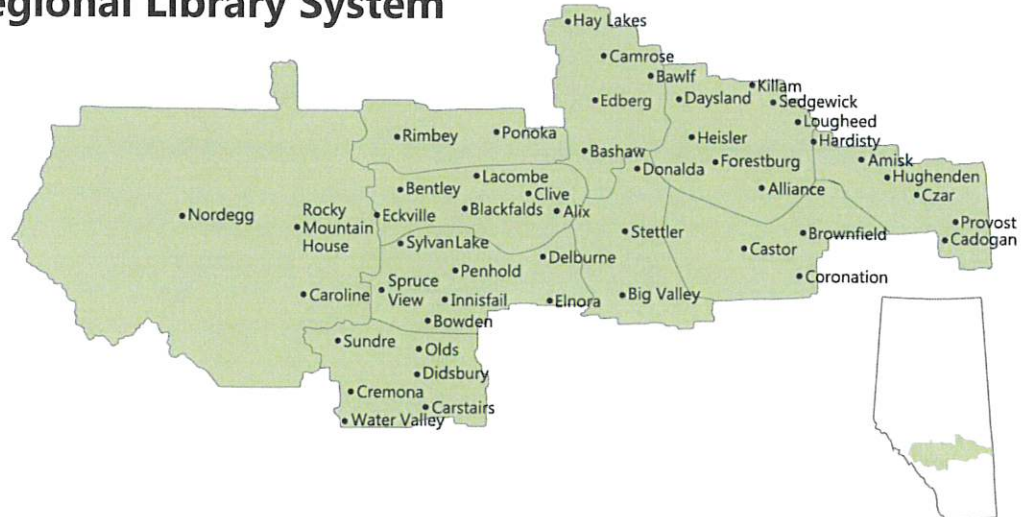 egional Library System
Hay Lakes
Camrose
Bawlf
Killam
Edberg
Daysland
Sedgewick
Lougheed
Rimbey
Ponoka
Heisler
Hardisty
Bashaw
Donalda
Forestburg
Amisk
Lacombe
Hughenden
Bentley
Clive
Alliance
Czar
Nordegg
Rocky
Mountain
House
Eckville
Blackfalds
Alix
Provost
Stettler
Brownfield
Cadogan
Sylvan Lake
Castor
Delburne
Penhold
Coronation
Caroline
Spruce
View
Innisfail
Elnora
Big Valley
Bowden
Sundre
Olds
Didsbury
Cremona
Carstairs
Water Valley